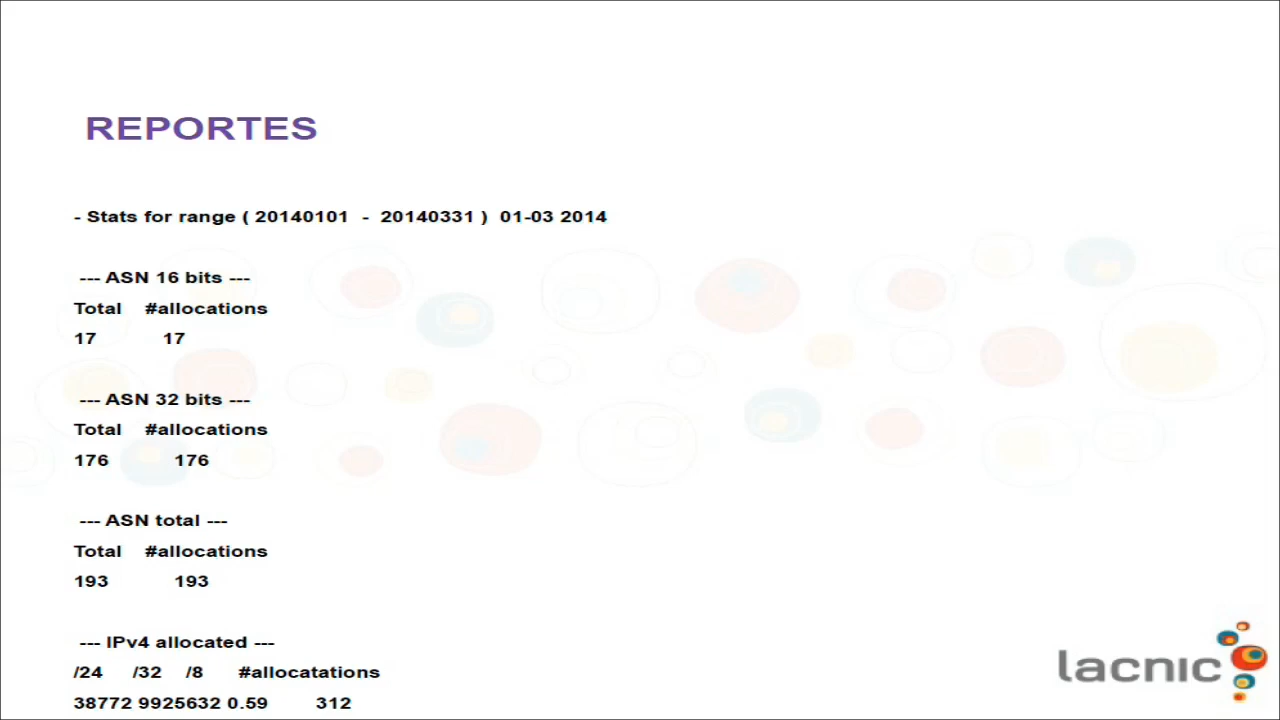 REPORTES
- Stats for range ( 20140101 - 20140331 ) 01-03 2014
--- ASN 16 bits ---
Total #allocations
17 17
--- ASN 32 bits ---
Total #allocations
176 176
--- ASN total ---
Total #allocations
193 193
--- IPv4 allocated ---
/24 /32 /8 #allocatations
38772 9925632 0.59 312
lacnic